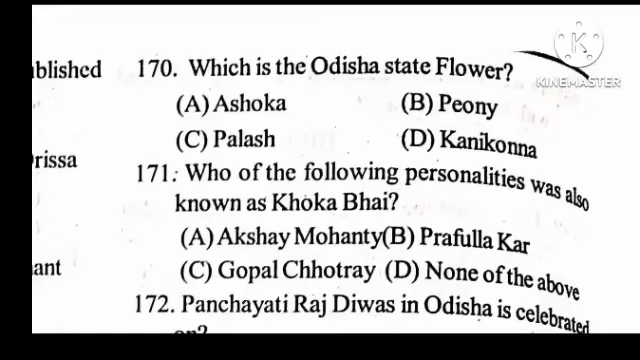 K
KINEMASTER
ablished 170. Which is the Odisha state Flower?
(A) Ashoka (B) Peony
(C) Palash (D) Kanikonna
Orissa
171. Who of the following personalities was also
known as Khoka Bhai?
(A) Akshay Mohanty(B) Prafulla Kar
ant (C) Gopal Chhotray (D) None of the above
172. Panchayati Raj Diwas in Odisha is celebrated
on?